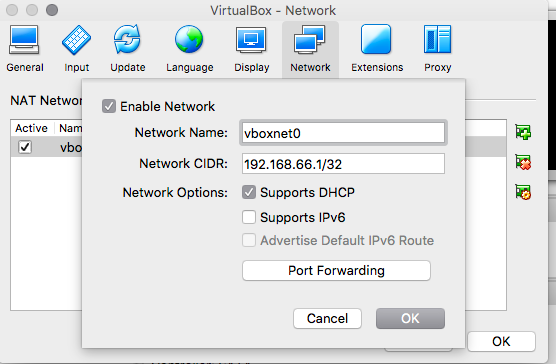 VirtualBox - Network
General Input Update Language Display Network Extensions Proxy
Enable Network
NAT Netwo
Network Name: vboxnet0
Active Nam
vbo
Network CIDR: 192.168.66.1/32
Network Options: Supports DHCP
Supports IPv6
Advertise Default IPv6 Route
Port Forwarding
Cancel OK
OK